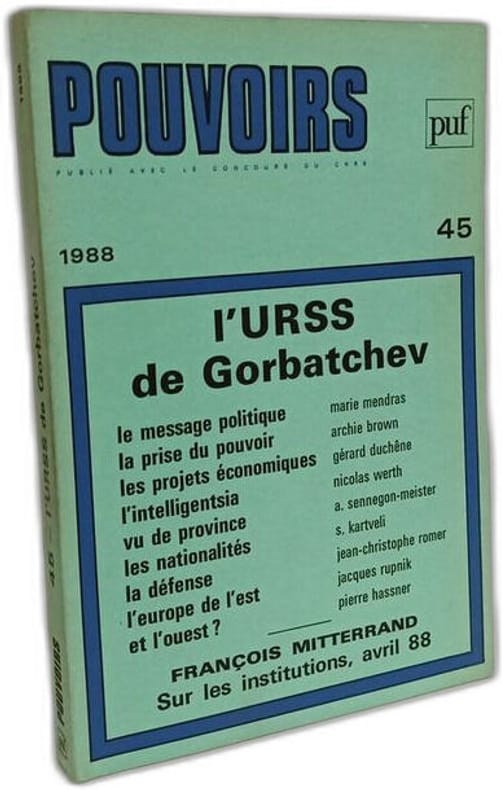 POUVOIRS
puf
PUBLIÉ AVEC LE CONCOURS DU CNRS
1988
45
l'URSS
de Gorbatchev
le message politique
marie mendras
la prise du pouvoir
archie brown
les projets économiques
gérard duchêne
l'intelligentsia
nicolas werth
vu de province
a. sennegon-meister
les nationalités
s. kartveli
la défense
jean-christophe romer
l'europe de l'est
jacques rupnik
et l'ouest ?
pierre hassner
FRANÇOIS MITTERRAND
Sur les institutions, avril 88
1988
45 - l'URSS de Gorbatchev
POUVOIRS